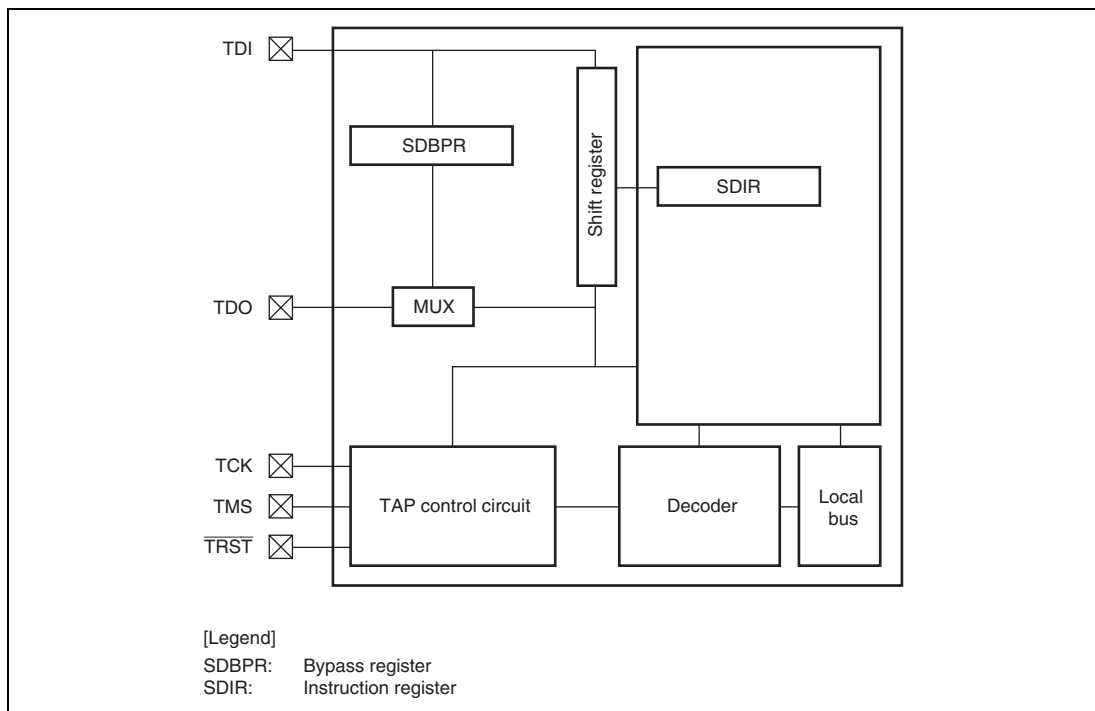 TDI
SDBPR
Shift register
SDIR
TDO
MUX
TCK
TMS
TRST
TAP control circuit
Decoder
Local
bus
[Legend]
SDBPR: Bypass register
SDIR: Instruction register